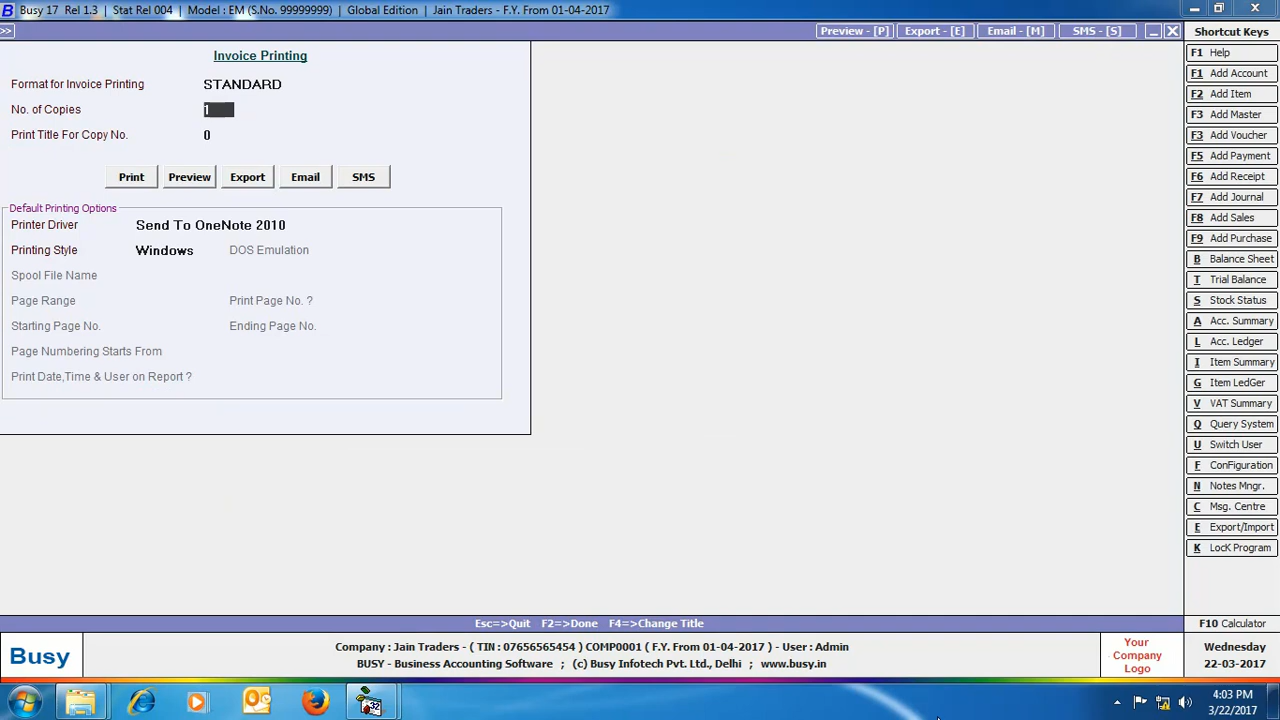 Busy 17 Rel 1.3 | Stat Rel 004 | Model : EM (S.No. 99999999) | Global Edition | Jain Traders - F.Y. From 01-04-2017
>> Preview - [P] Export - [E] Email - [M] SMS - [S]
Invoice Printing
Format for Invoice Printing STANDARD
No. of Copies 1
Print Title For Copy No. 0
Print Preview Export Email SMS
Default Printing Options
Printer Driver Send To OneNote 2010
Printing Style Windows DOS Emulation
Spool File Name
Page Range Print Page No. ?
Starting Page No. Ending Page No.
Page Numbering Starts From
Print Date,Time & User on Report ?
Shortcut Keys
F1 Help
F1 Add Account
F2 Add Item
F3 Add Master
F3 Add Voucher
F5 Add Payment
F6 Add Receipt
F7 Add Journal
F8 Add Sales
F9 Add Purchase
B Balance Sheet
T Trial Balance
S Stock Status
A Acc. Summary
L Acc. Ledger
I Item Summary
G Item LedGer
V VAT Summary
Q Query System
U Switch User
F ConFiguration
N Notes Mngr.
C Msg. Centre
E Export/Import
K LocK Program
Esc=>Quit F2=>Done F4=>Change Title
F10 Calculator
Busy
Company : Jain Traders - ( TIN : 07656565454 ) COMP0001 ( F.Y. From 01-04-2017 ) - User : Admin
BUSY - Business Accounting Software ; (c) Busy Infotech Pvt. Ltd., Delhi ; www.busy.in
Your
Company
Logo
Wednesday
22-03-2017
32
4:03 PM
3/22/2017